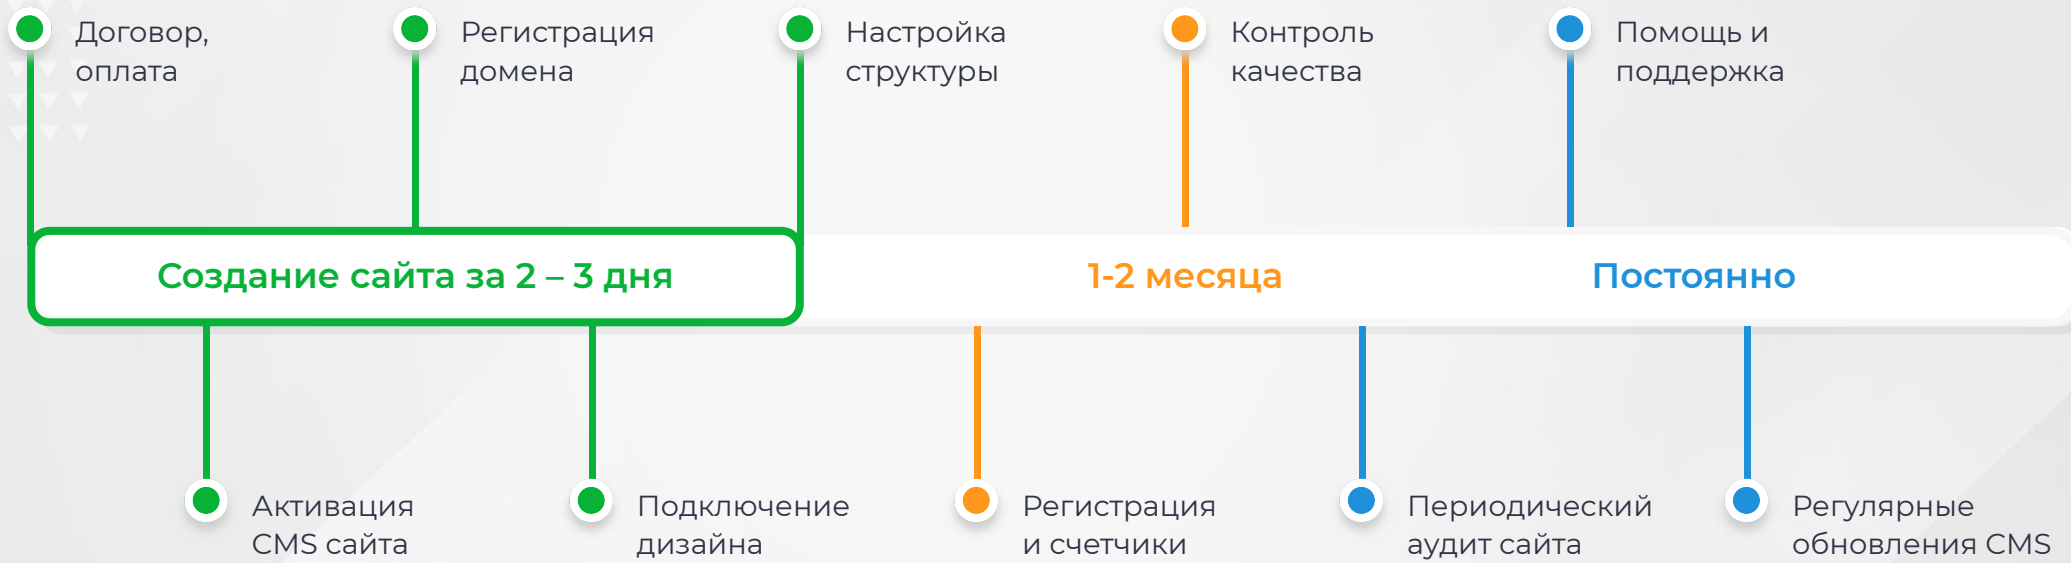 Договор,
оплата
Регистрация
домена
Настройка
структуры
Контроль
качества
Помощь и
поддержка
Создание сайта за 2 – 3 дня
1-2 месяца
Постоянно
Активация
CMS сайта
Подключение
дизайна
Регистрация
и счетчики
Периодический
аудит сайта
Регулярные
обновления CMS